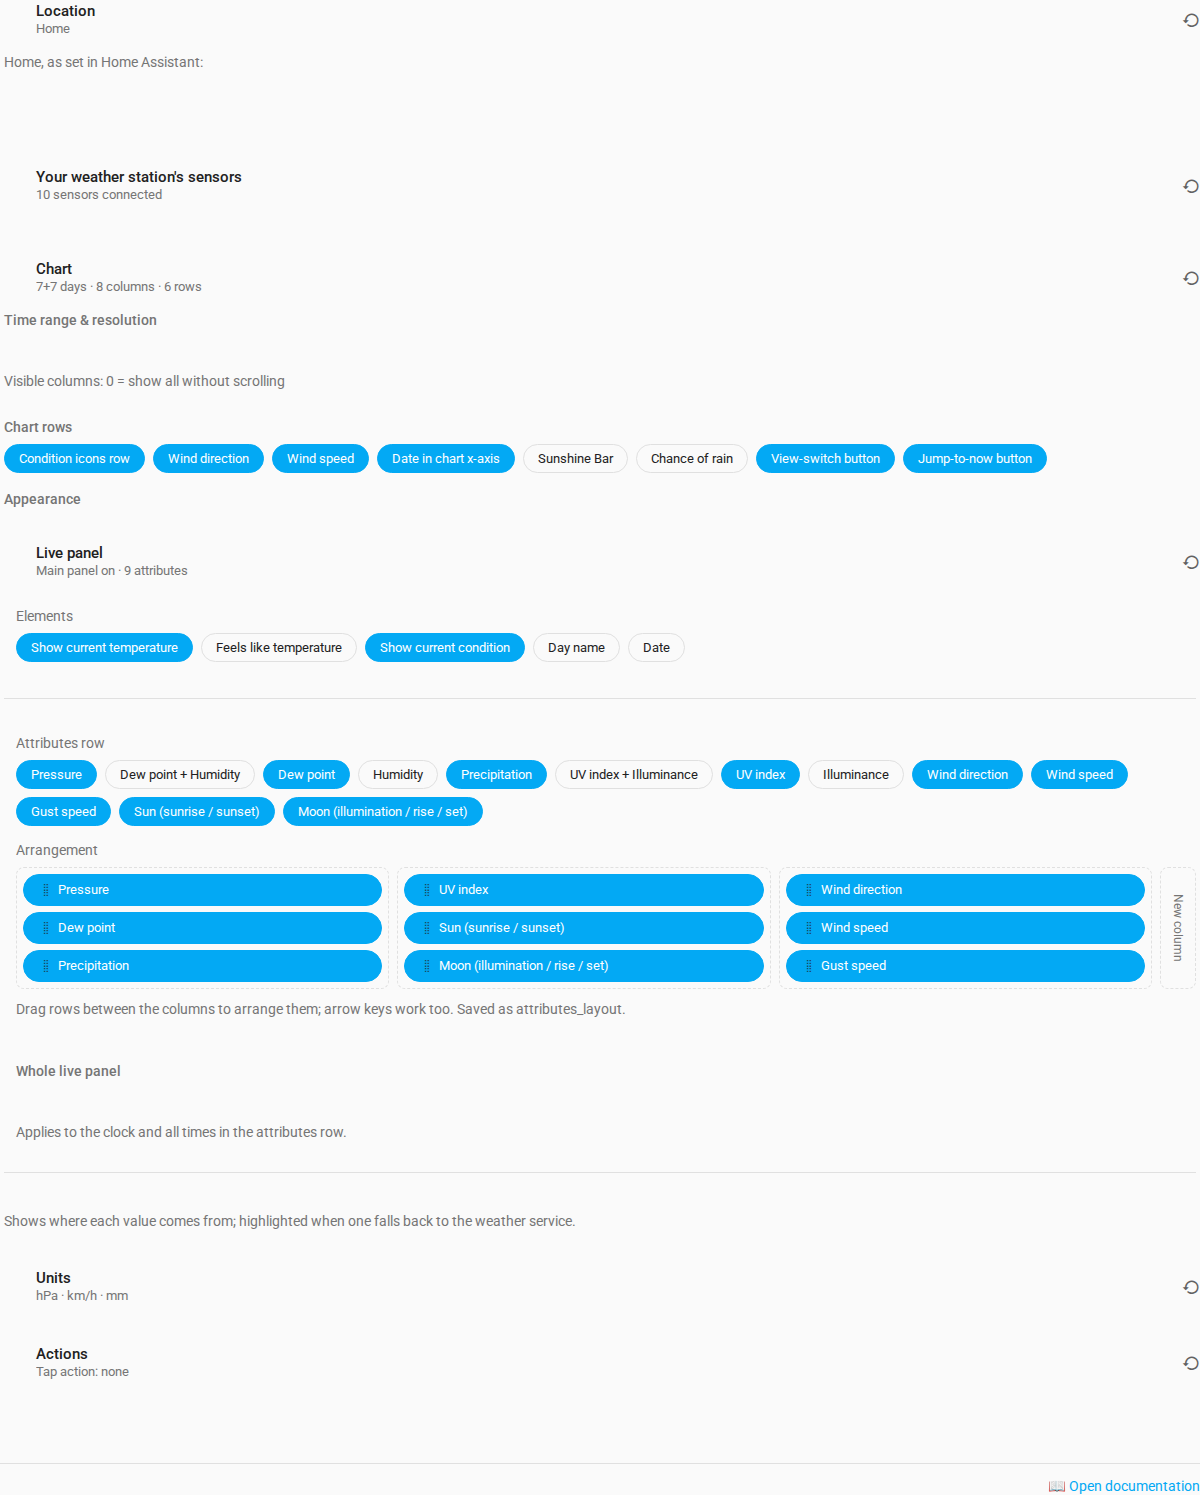 Location
Home
Home, as set in Home Assistant:
Your weather station's sensors
10 sensors connected
Chart
7+7 days · 8 columns · 6 rows
Time range & resolution
Visible columns: 0 = show all without scrolling
Chart rows
Condition icons row Wind direction Wind speed Date in chart x-axis Sunshine Bar Chance of rain View-switch button Jump-to-now button
Appearance
Live panel
Main panel on · 9 attributes
Elements
Show current temperature Feels like temperature Show current condition Day name Date
Attributes row
Pressure Dew point + Humidity Dew point Humidity Precipitation UV index + Illuminance UV index Illuminance Wind direction Wind speed
Gust speed Sun (sunrise / sunset) Moon (illumination / rise / set)
Arrangement
Pressure UV index Wind direction
Dew point Sun (sunrise / sunset) Wind speed
Precipitation Moon (illumination / rise / set) Gust speed
New column
Drag rows between the columns to arrange them; arrow keys work too. Saved as attributes_layout.
Whole live panel
Applies to the clock and all times in the attributes row.
Shows where each value comes from; highlighted when one falls back to the weather service.
Units
hPa · km/h · mm
Actions
Tap action: none
📖 Open documentation